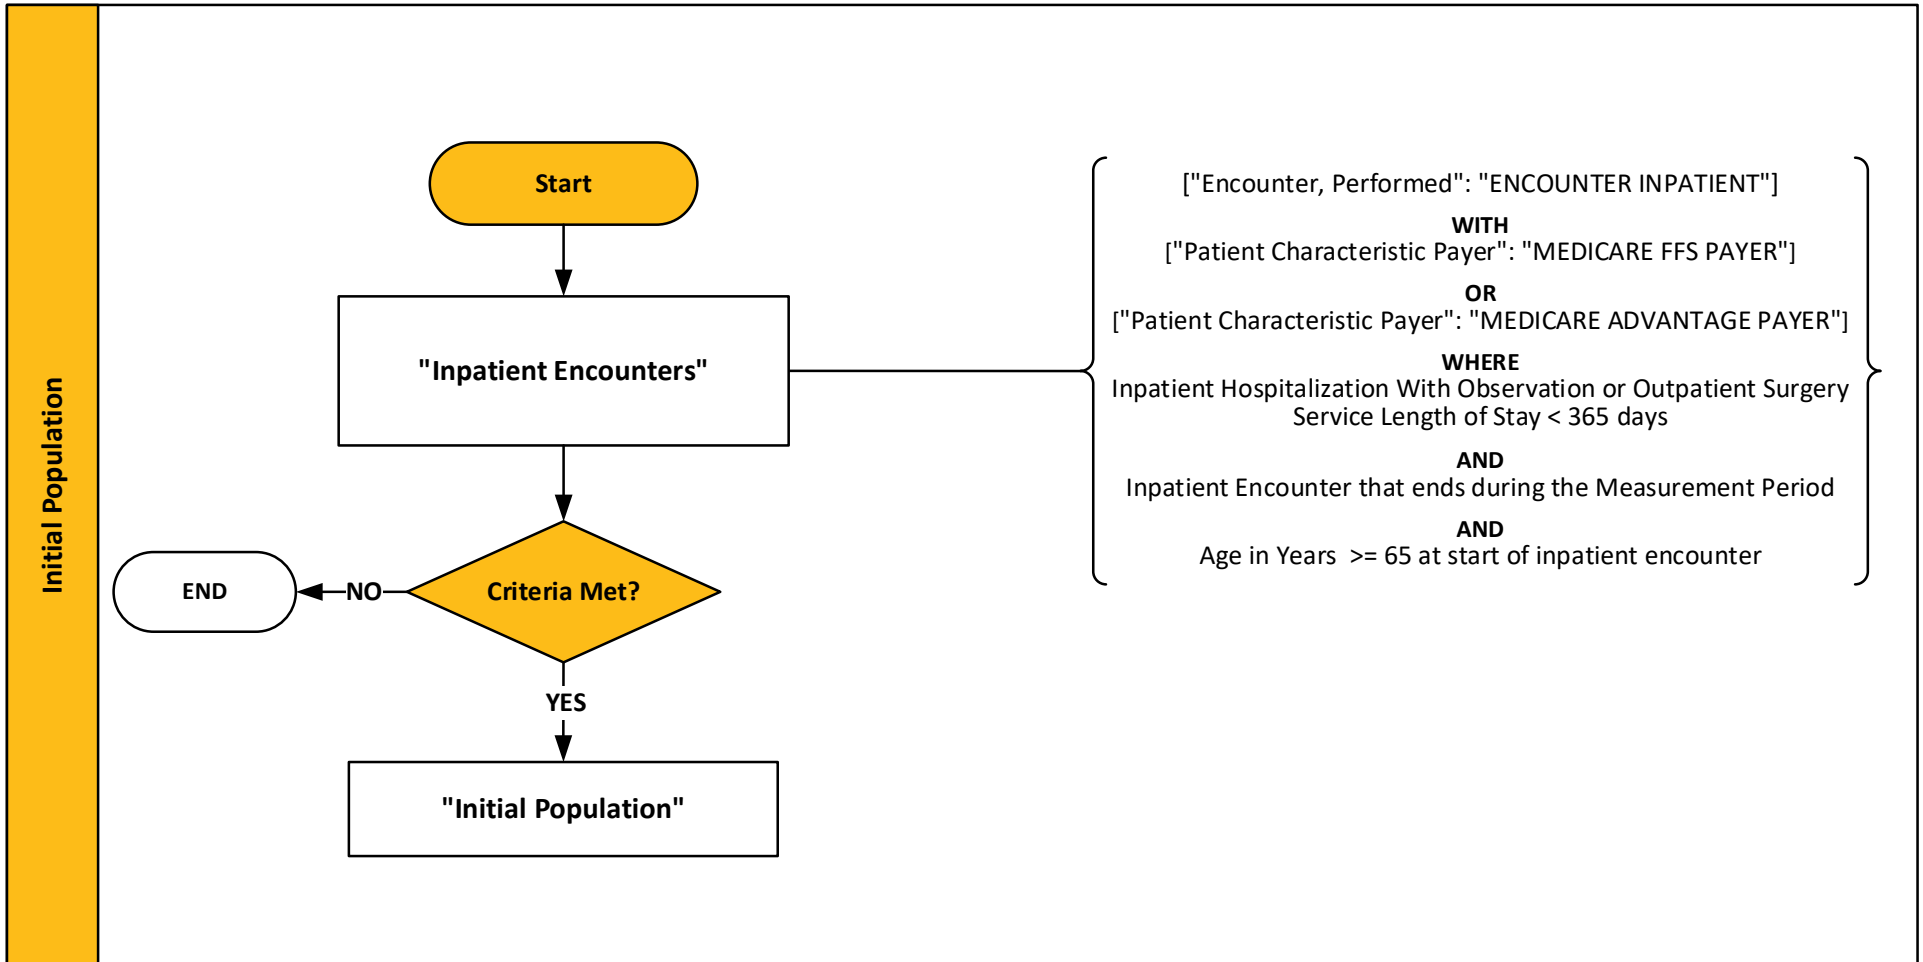 Initial Population
Start
"Inpatient Encounters"
Criteria Met?
NO
END
YES
"Initial Population"
["Encounter, Performed": "ENCOUNTER INPATIENT"]
WITH
["Patient Characteristic Payer": "MEDICARE FFS PAYER"]
OR
["Patient Characteristic Payer": "MEDICARE ADVANTAGE PAYER"]
WHERE
Inpatient Hospitalization With Observation or Outpatient Surgery
Service Length of Stay < 365 days
AND
Inpatient Encounter that ends during the Measurement Period
AND
Age in Years  >= 65 at start of inpatient encounter